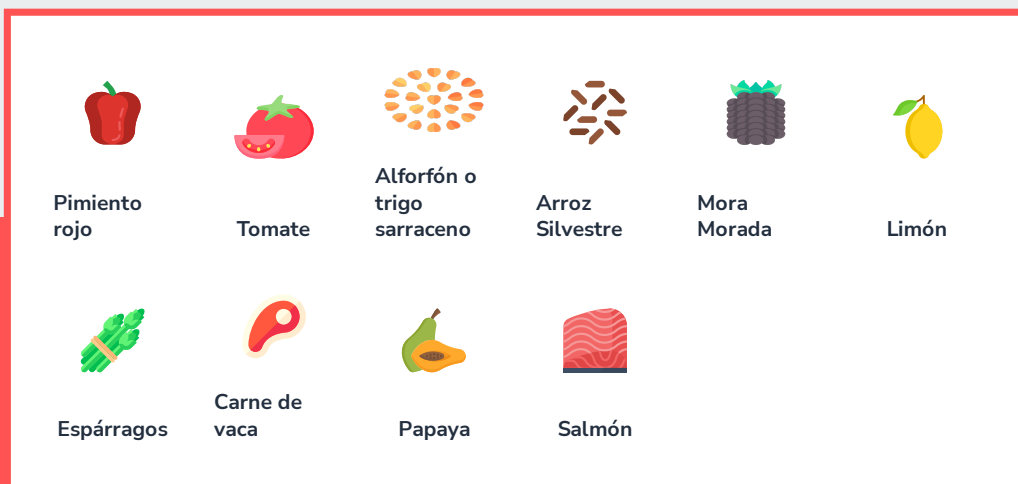 Pimiento
rojo
Tomate
Alforfón o
trigo
sarraceno
Arroz
Silvestre
Mora
Morada
Limón
Espárragos
Carne de
vaca
Papaya
Salmón